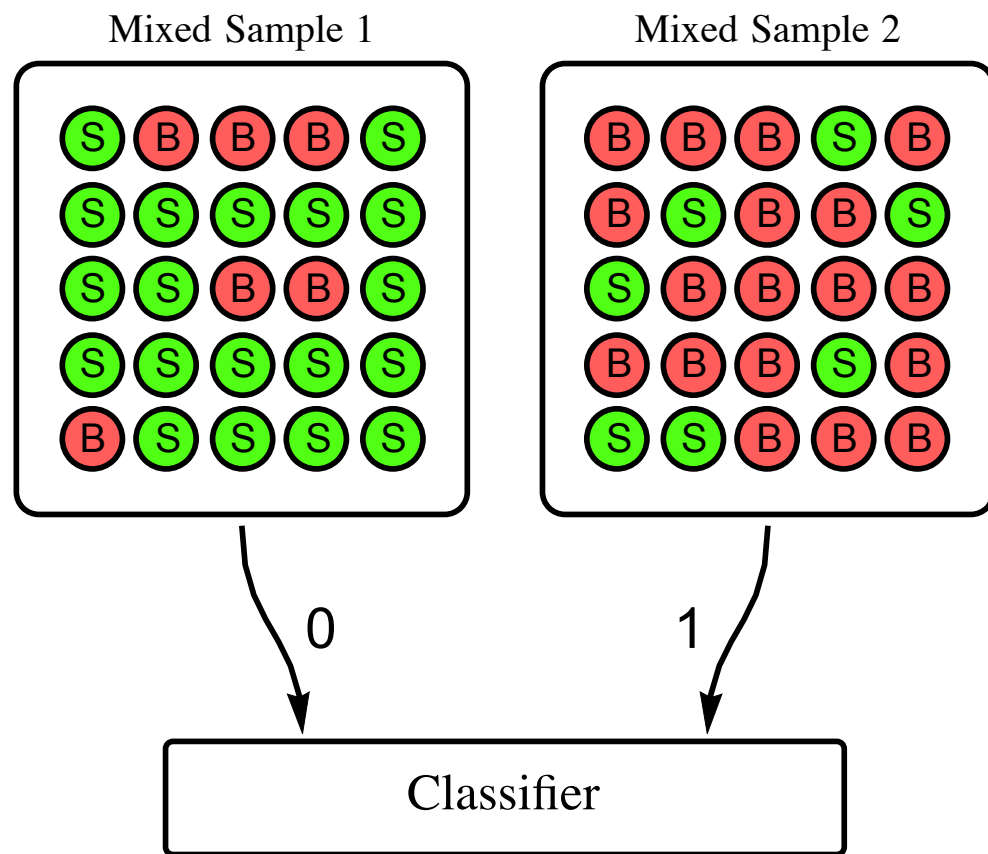 Mixed Sample 1 Mixed Sample 2
S B B B S B B B S B
S S S S S B S B B S
S S B B S S B B B B
S S S S S B B B S B
B S S S S S S B B B
0 1
Classifier